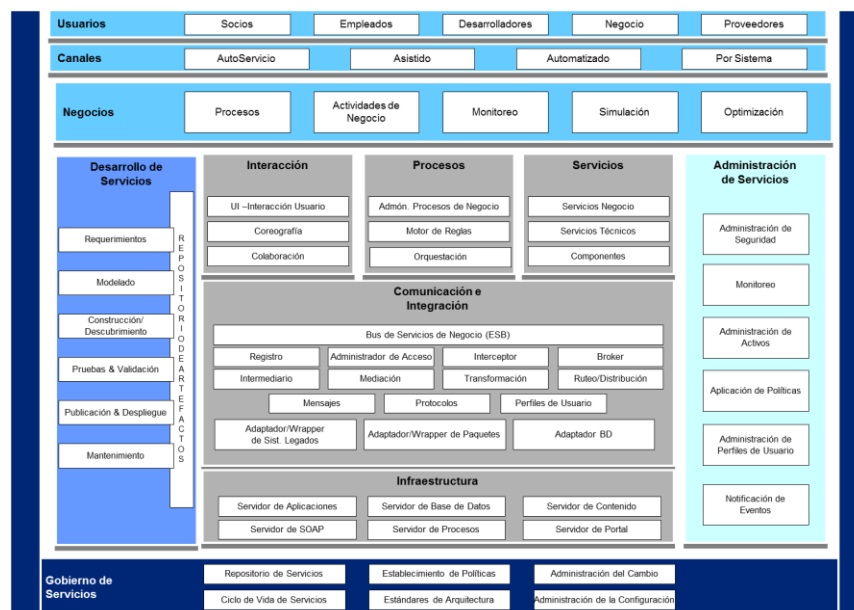 Usuarios
Socios
Empleados
Desarrolladores
Negocio
Proveedores
Canales
AutoServicio
Asistido
Automatizado
Por Sistema
Negocios
Procesos
Actividades de
Negocio
Monitoreo
Simulación
Optimización
Desarrollo de
Servicios
Requerimientos
Modelado
Construcción/
Descubrimiento
Pruebas & Validación
Publicación & Despliegue
Mantenimiento
REPOSITORIO DE ARTEFACTOS
Interacción
UI –Interacción Usuario
Coreografía
Colaboración
Procesos
Admón. Procesos de Negocio
Motor de Reglas
Orquestación
Servicios
Servicios Negocio
Servicios Técnicos
Componentes
Comunicación e
Integración
Bus de Servicios de Negocio (ESB)
Registro
Administrador de Acceso
Interceptor
Broker
Intermediario
Mediación
Transformación
Ruteo/Distribución
Mensajes
Protocolos
Perfiles de Usuario
Adaptador/Wrapper
de Sist. Legados
Adaptador/Wrapper de Paquetes
Adaptador BD
Infraestructura
Servidor de Aplicaciones
Servidor de Base de Datos
Servidor de Contenido
Servidor de SOAP
Servidor de Procesos
Servidor de Portal
Administración
de Servicios
Administración de
Seguridad
Monitoreo
Administración de
Activos
Aplicación de Políticas
Administración de
Perfiles de Usuario
Notificación de
Eventos
Gobierno de
Servicios
Repositorio de Servicios
Establecimiento de Políticas
Administración del Cambio
Ciclo de Vida de Servicios
Estándares de Arquitectura
Administración de la Configuración